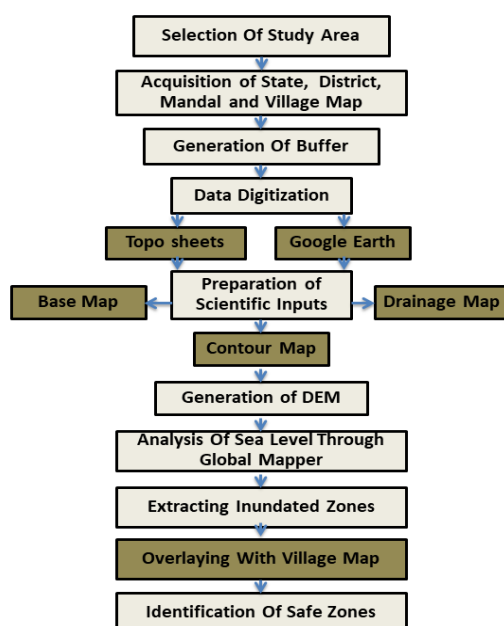 Selection Of Study Area
Acquisition of State, District,
Mandal and Village Map
Generation Of Buffer
Data Digitization
Topo sheets
Google Earth
Preparation of
Scientific Inputs
Base Map
Drainage Map
Contour Map
Generation of DEM
Analysis Of Sea Level Through
Global Mapper
Extracting Inundated Zones
Overlaying With Village Map
Identification Of Safe Zones